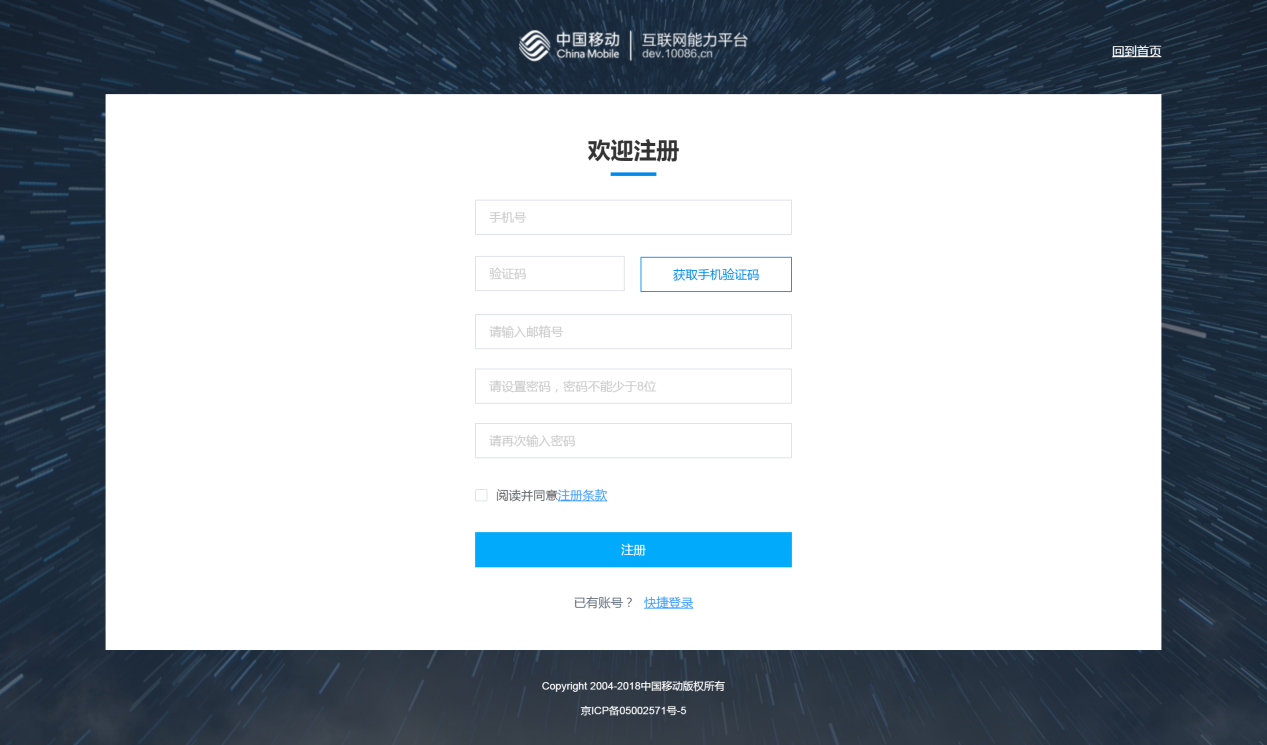 中国移动
China Mobile
互联网能力平台
dev.10086.cn
回到首页
欢迎注册
手机号
验证码
获取手机验证码
请输入邮箱号
请设置密码，密码不能少于8位
请再次输入密码
阅读并同意注册条款
注册
已有账号？ 快捷登录
Copyright 2004-2018中国移动版权所有
京ICP备05002571号-5